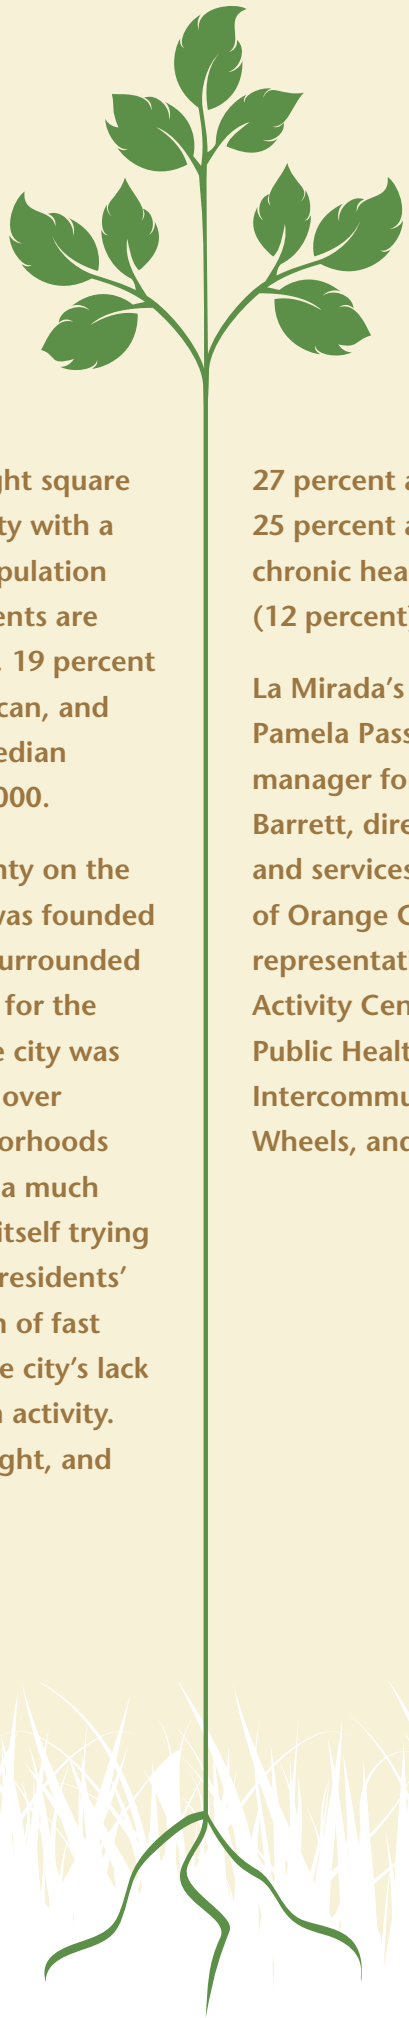 ght square
ty with a
pulation
ents are
. 19 percent
can, and
edian
000.
nty on the
was founded
urrounded
for the
e city was
over
orhoods
a much
itself trying
residents’
n of fast
e city’s lack
n activity.
ght, and
27 percent a
25 percent a
chronic hea
(12 percent)
La Mirada’s
Pamela Pass
manager fo
Barrett, dire
and services
of Orange C
representati
Activity Cen
Public Healt
Intercommu
Wheels, and